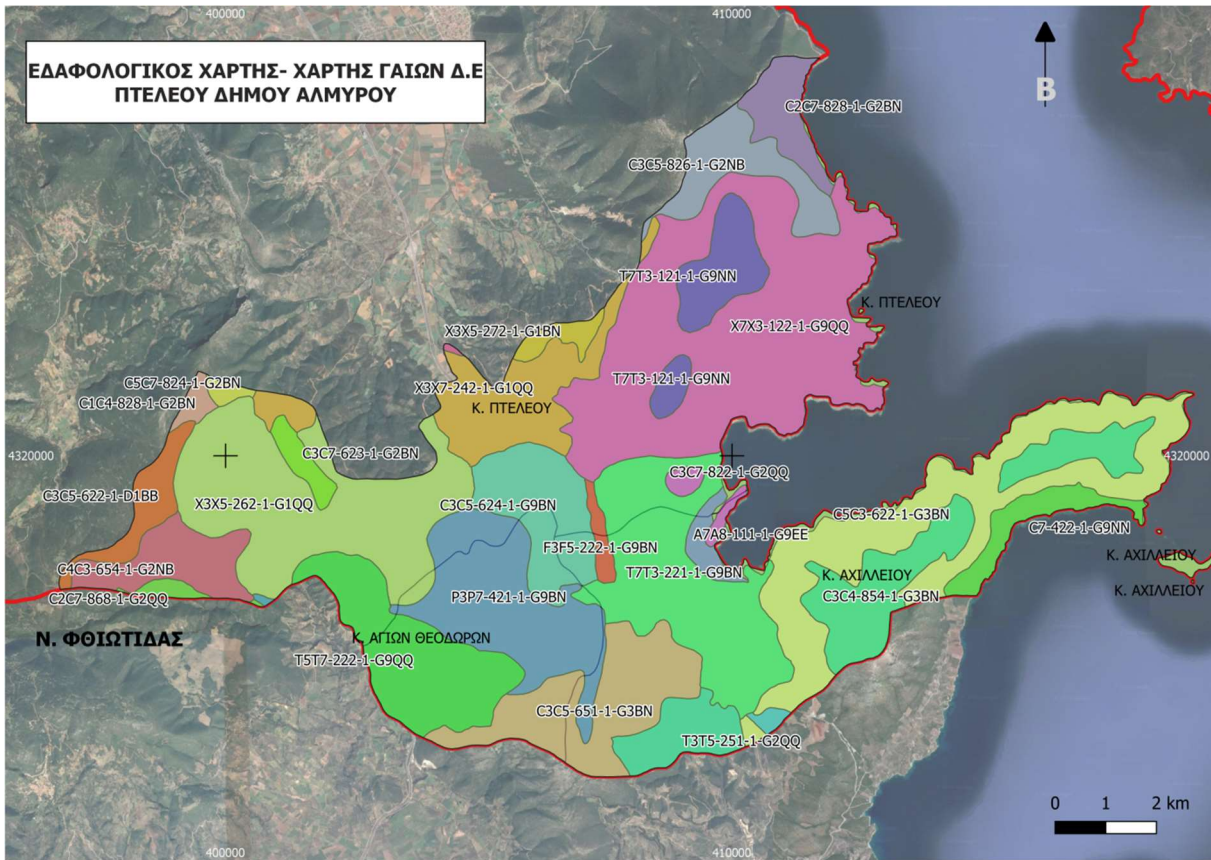 400000
410000
ΕΔΑΦΟΛΟΓΙΚΟΣ ΧΑΡΤΗΣ- ΧΑΡΤΗΣ ΓΑΙΩΝ Δ.Ε
ΠΤΕΛΕΟΥ ΔΗΜΟΥ ΑΛΜΥΡΟΥ
B
C2C7-828-1-G2BN
C3C5-826-1-G2NB
T7T3-121-1-G9NN
Κ. ΠΤΕΛΕΟΥ
X7X3-122-1-G9QQ
X3X5-272-1-G1BN
T7T3-121-1-G9NN
C5C7-824-1-G2BN
X3X7-242-1-G1QQ
C1C4-828-1-G2BN
Κ. ΠΤΕΛΕΟΥ
4320000
C3C7-623-1-G2BN
4320000
C3C7-822-1-G2QQ
C3C5-622-1-D1BB
X3X5-262-1-G1QQ
C3C5-624-1-G9BN
C5C3-622-1-G3BN
C7-422-1-G9NN
A7A8-111-1-G9EE
F3F5-222-1-G9BN
Κ. ΑΧΙΛΛΕΙΟΥ
C4C3-654-1-G2NB
T7T3-221-1-G9BN
Κ. ΑΧΙΛΛΕΙΟΥ
C2C7-868-1-G2QQ
P3P7-421-1-G9BN
C3C4-854-1-G3BN
Κ. ΑΧΙΛΛΕΙΟΥ
Ν. ΦΘΙΩΤΙΔΑΣ
Κ. ΑΓΙΩΝ ΘΕΟΔΩΡΩΝ
T5T7-222-1-G9QQ
C3C5-651-1-G3BN
T3T5-251-1-G2QQ
0 1 2 km
400000
410000